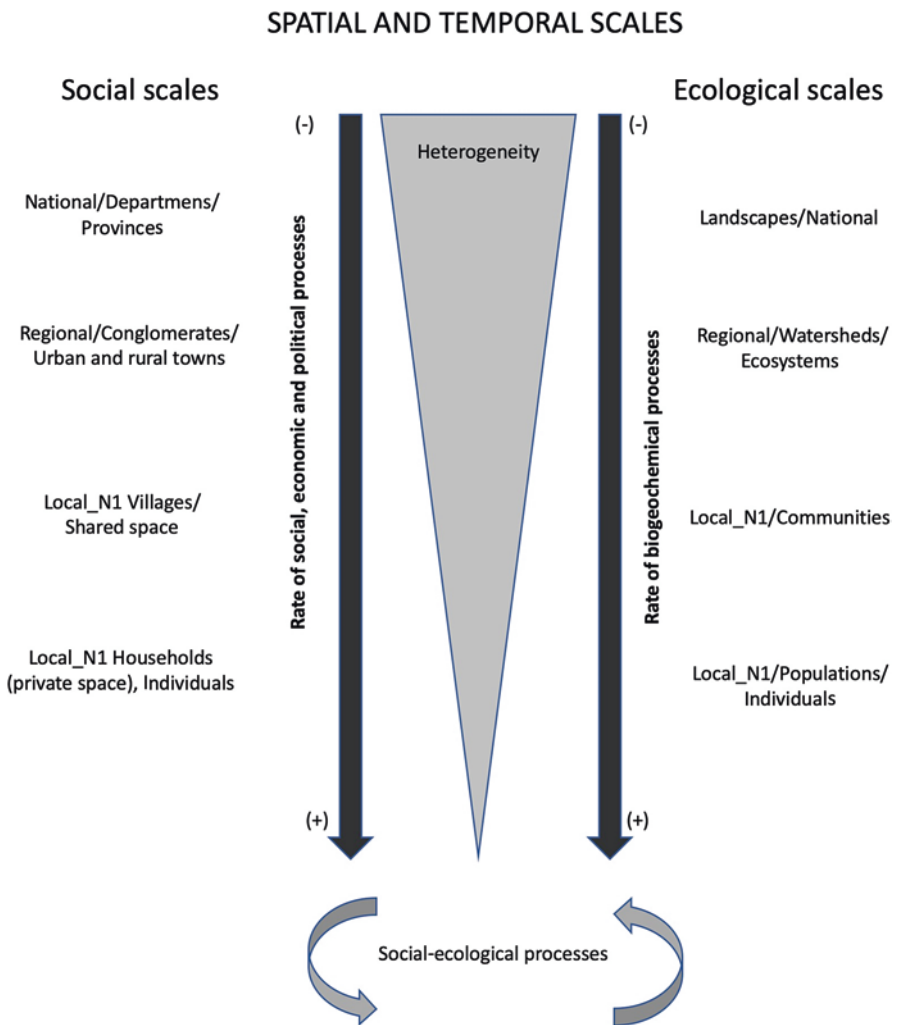 SPATIAL AND TEMPORAL SCALES
Social scales
Ecological scales
(-)
(-)
Heterogeneity
National/Departmens/
Provinces
Landscapes/National
Regional/Conglomerates/
Urban and rural towns
Regional/Watersheds/
Ecosystems
Rate of social, economic and political processes
Rate of biogeochemical processes
Local_N1 Villages/
Shared space
Local_N1/Communities
Local_N1 Households
(private space), Individuals
Local_N1/Populations/
Individuals
(+)
(+)
Social-ecological processes